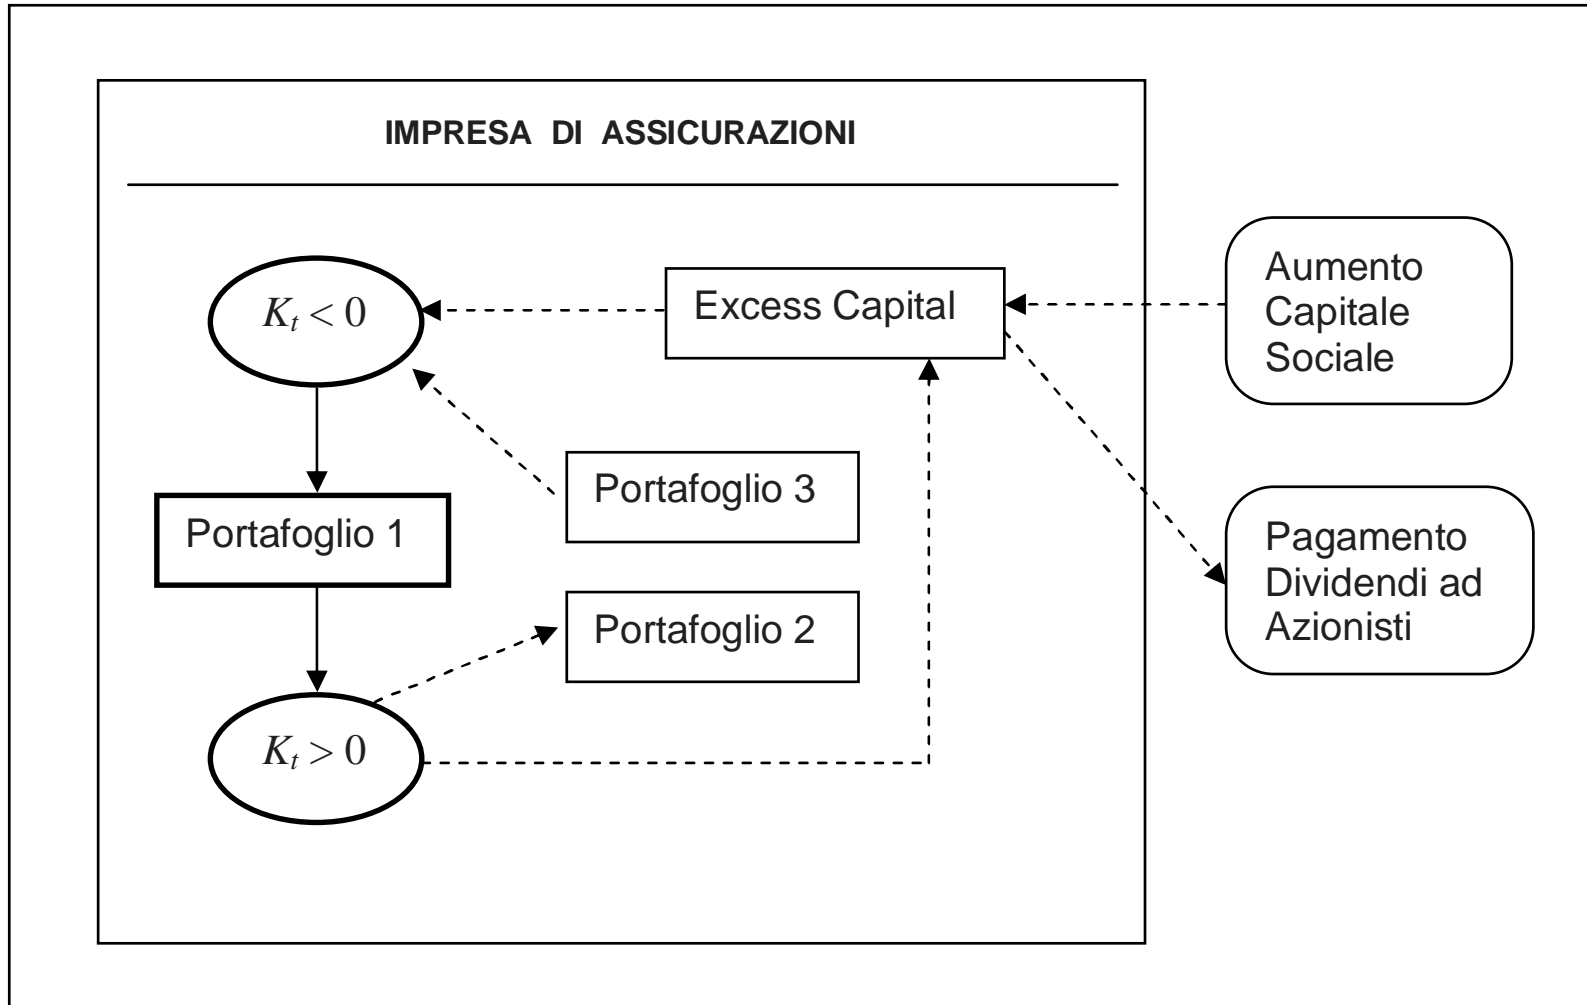 IMPRESA DI ASSICURAZIONI
K_t < 0
Excess Capital
Aumento
Capitale
Sociale
Portafoglio 3
Portafoglio 1
Pagamento
Dividendi ad
Azionisti
Portafoglio 2
K_t > 0